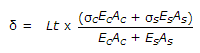 δ = Lt x (σcEcAc + σsEsAs)
EcAc + EsAs